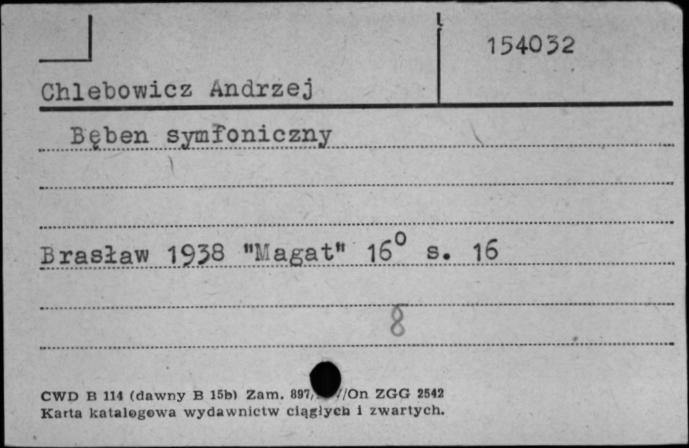 154032
Chlebowicz Andrzej
Bęben symfoniczny
Brasław 1938 "Magat" 16° s. 16
8
CWD B 114 (dawny B 15b) Zam. 897/ /On ZGG 2542
Karta katalogowa wydawnictw ciągłych i zwartych.